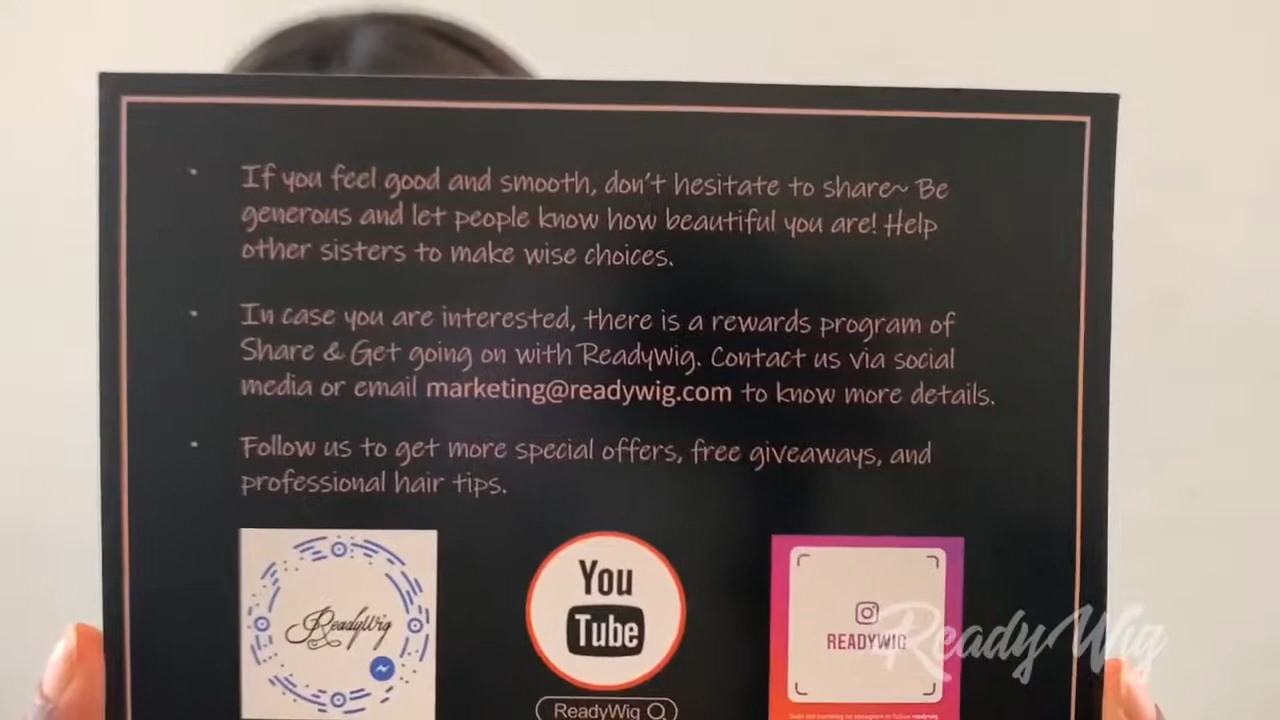 If you feel good and smooth, don't hesitate to share~ Be
generous and let people know how beautiful you are! Help
other sisters to make wise choices.
In case you are interested, there is a rewards program of
Share & Get going on with ReadyWig. Contact us via social
media or email marketing@readywig.com to know more details.
Follow us to get more special offers, free giveaways, and
professional hair tips.
ReadyWig
You
Tube
ReadyWig
READYWIG
ReadyWig